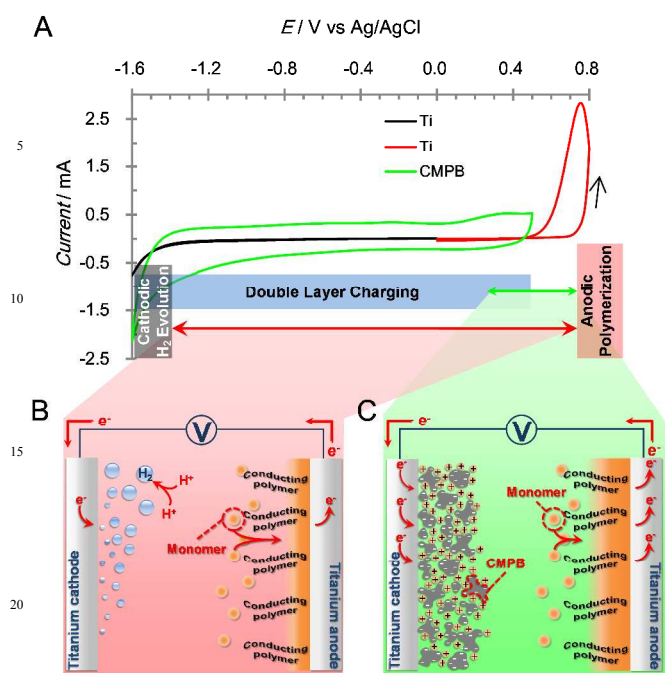 A
E / V vs Ag/AgCl
-1.6 -1.2 -0.8 -0.4 0.0 0.4 0.8
2.5
0.5
-0.5
-1.5
-2.5
Current / mA
5
10
15
20
Ti
Ti
CMPB
Cathodic
H2 Evolution
Double Layer Charging
Anodic
Polymerization
B
e-
V
e-
H2
H+
H+
e-
Monomer
Conducting
polymer
Conducting
polymer
Conducting
polymer
Conducting
polymer
Conducting
polymer
e-
Titanium cathode
Titanium anode
C
e-
V
e-
e-
e-
e-
Monomer
CMPB
Conducting
polymer
Conducting
polymer
Conducting
polymer
Conducting
polymer
Conducting
polymer
e-
e-
e-
Titanium cathode
Titanium anode